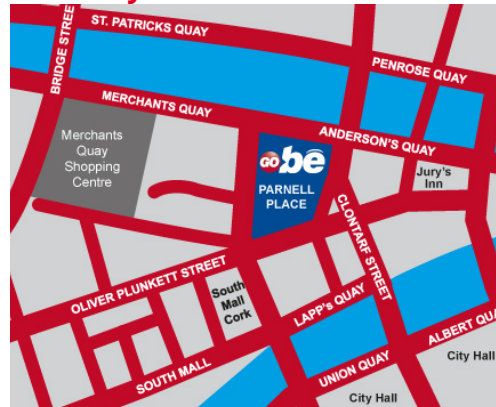 ST. PATRICKS QUAY
BRIDGE STREET
PENROSE QUAY
MERCHANTS QUAY
ANDERSON'S QUAY
Merchants
Quay
Shopping
Centre
GO be
PARNELL
PLACE
Jury's
Inn
CLONTARF STREET
OLIVER PLUNKETT STREET
South
Mall
Cork
LAPP's QUAY
SOUTH MALL
UNION QUAY
ALBERT QUA
City Hall
City Hall